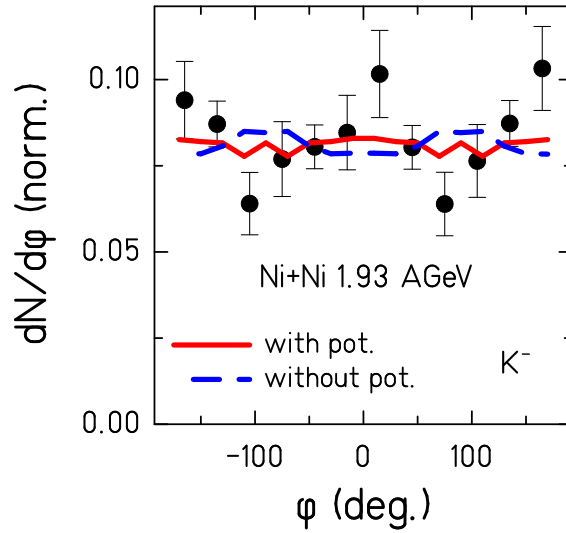 0.10
0.05
0.00
dN/dφ (norm.)
Ni+Ni 1.93 AGeV
with pot.
without pot.
K⁻
-100
0
100
φ (deg.)